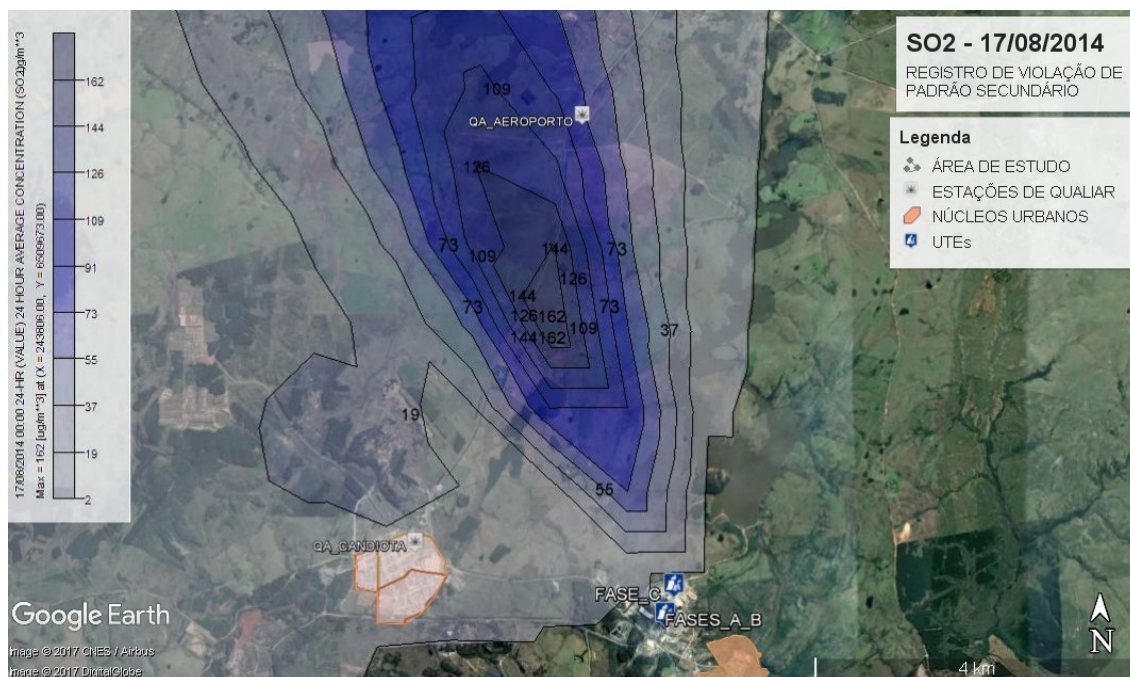 SO2 - 17/08/2014
REGISTRO DE VIOLAÇÃO DE
PADRÃO SECUNDÁRIO
Legenda
ÁREA DE ESTUDO
ESTAÇÕES DE QUALIAR
NÚCLEOS URBANOS
UTEs
17/08/2014 00:00 24-HR (VALUE) 24 HOUR AVERAGE CONCENTRATION (SO2)g/m**3
Max = 162 [ug/m**3] at (X = 243806.00, Y = 6509673.00)
162
144
126
109
91
73
55
37
19
2
109
QA_AEROPORTO
126
73
109
144
73
126
144
73
126
162
73
109
37
144
162
19
55
QA_CANDIOTA
FASE_C
FASES_A_B
Google Earth
Image © 2017 CNES / Airbus
Image © 2017 DigitalGlobe
4 km
N